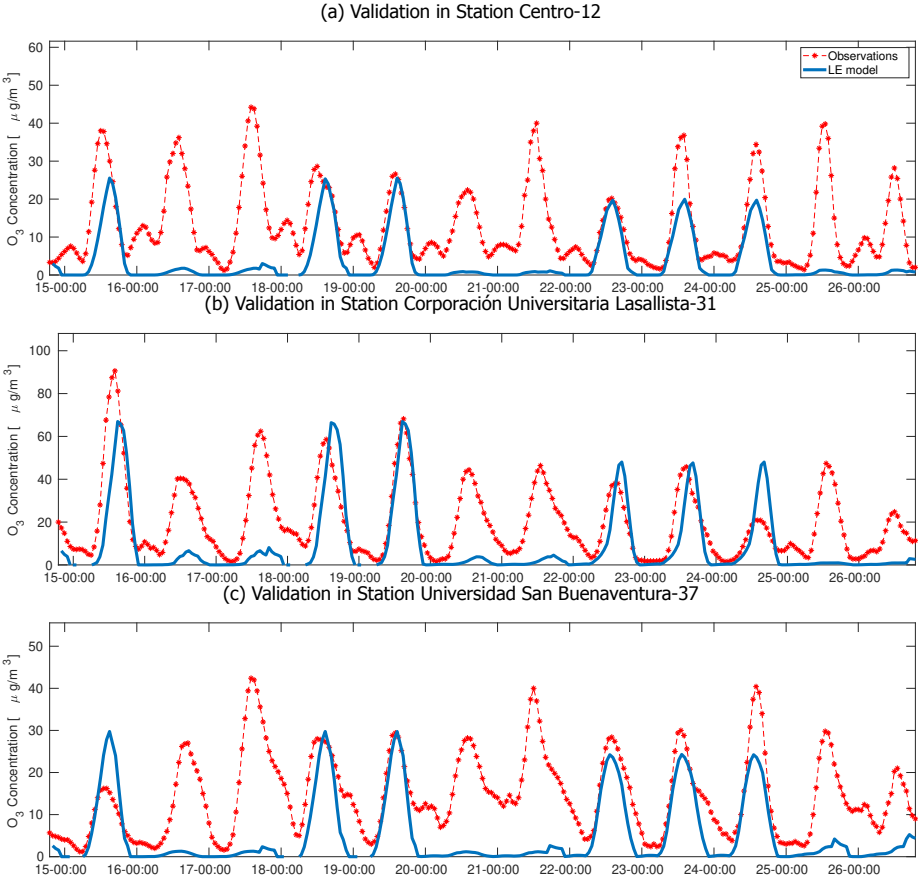 (a) Validation in Station Centro-12
O3 Concentration [ μ g/m 3 ]
60
50
40
30
20
10
0
Observations
LE model
15-00:00 16-00:00 17-00:00 18-00:00 19-00:00 20-00:00 21-00:00 22-00:00 23-00:00 24-00:00 25-00:00 26-00:00
(b) Validation in Station Corporación Universitaria Lasallista-31
O3 Concentration [ μ g/m 3 ]
100
80
60
40
20
0
15-00:00 16-00:00 17-00:00 18-00:00 19-00:00 20-00:00 21-00:00 22-00:00 23-00:00 24-00:00 25-00:00 26-00:00
(c) Validation in Station Universidad San Buenaventura-37
O3 Concentration [ μ g/m 3 ]
50
40
30
20
10
0
15-00:00 16-00:00 17-00:00 18-00:00 19-00:00 20-00:00 21-00:00 22-00:00 23-00:00 24-00:00 25-00:00 26-00:00